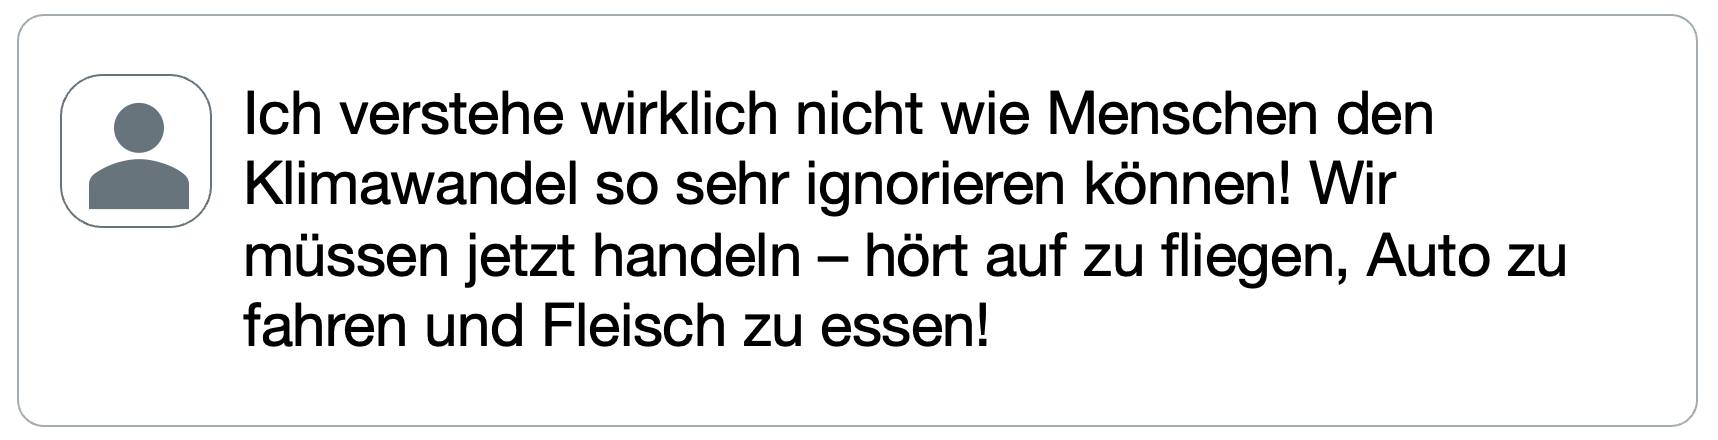 Ich verstehe wirklich nicht wie Menschen den
Klimawandel so sehr ignorieren können! Wir
müssen jetzt handeln – hört auf zu fliegen, Auto zu
fahren und Fleisch zu essen!